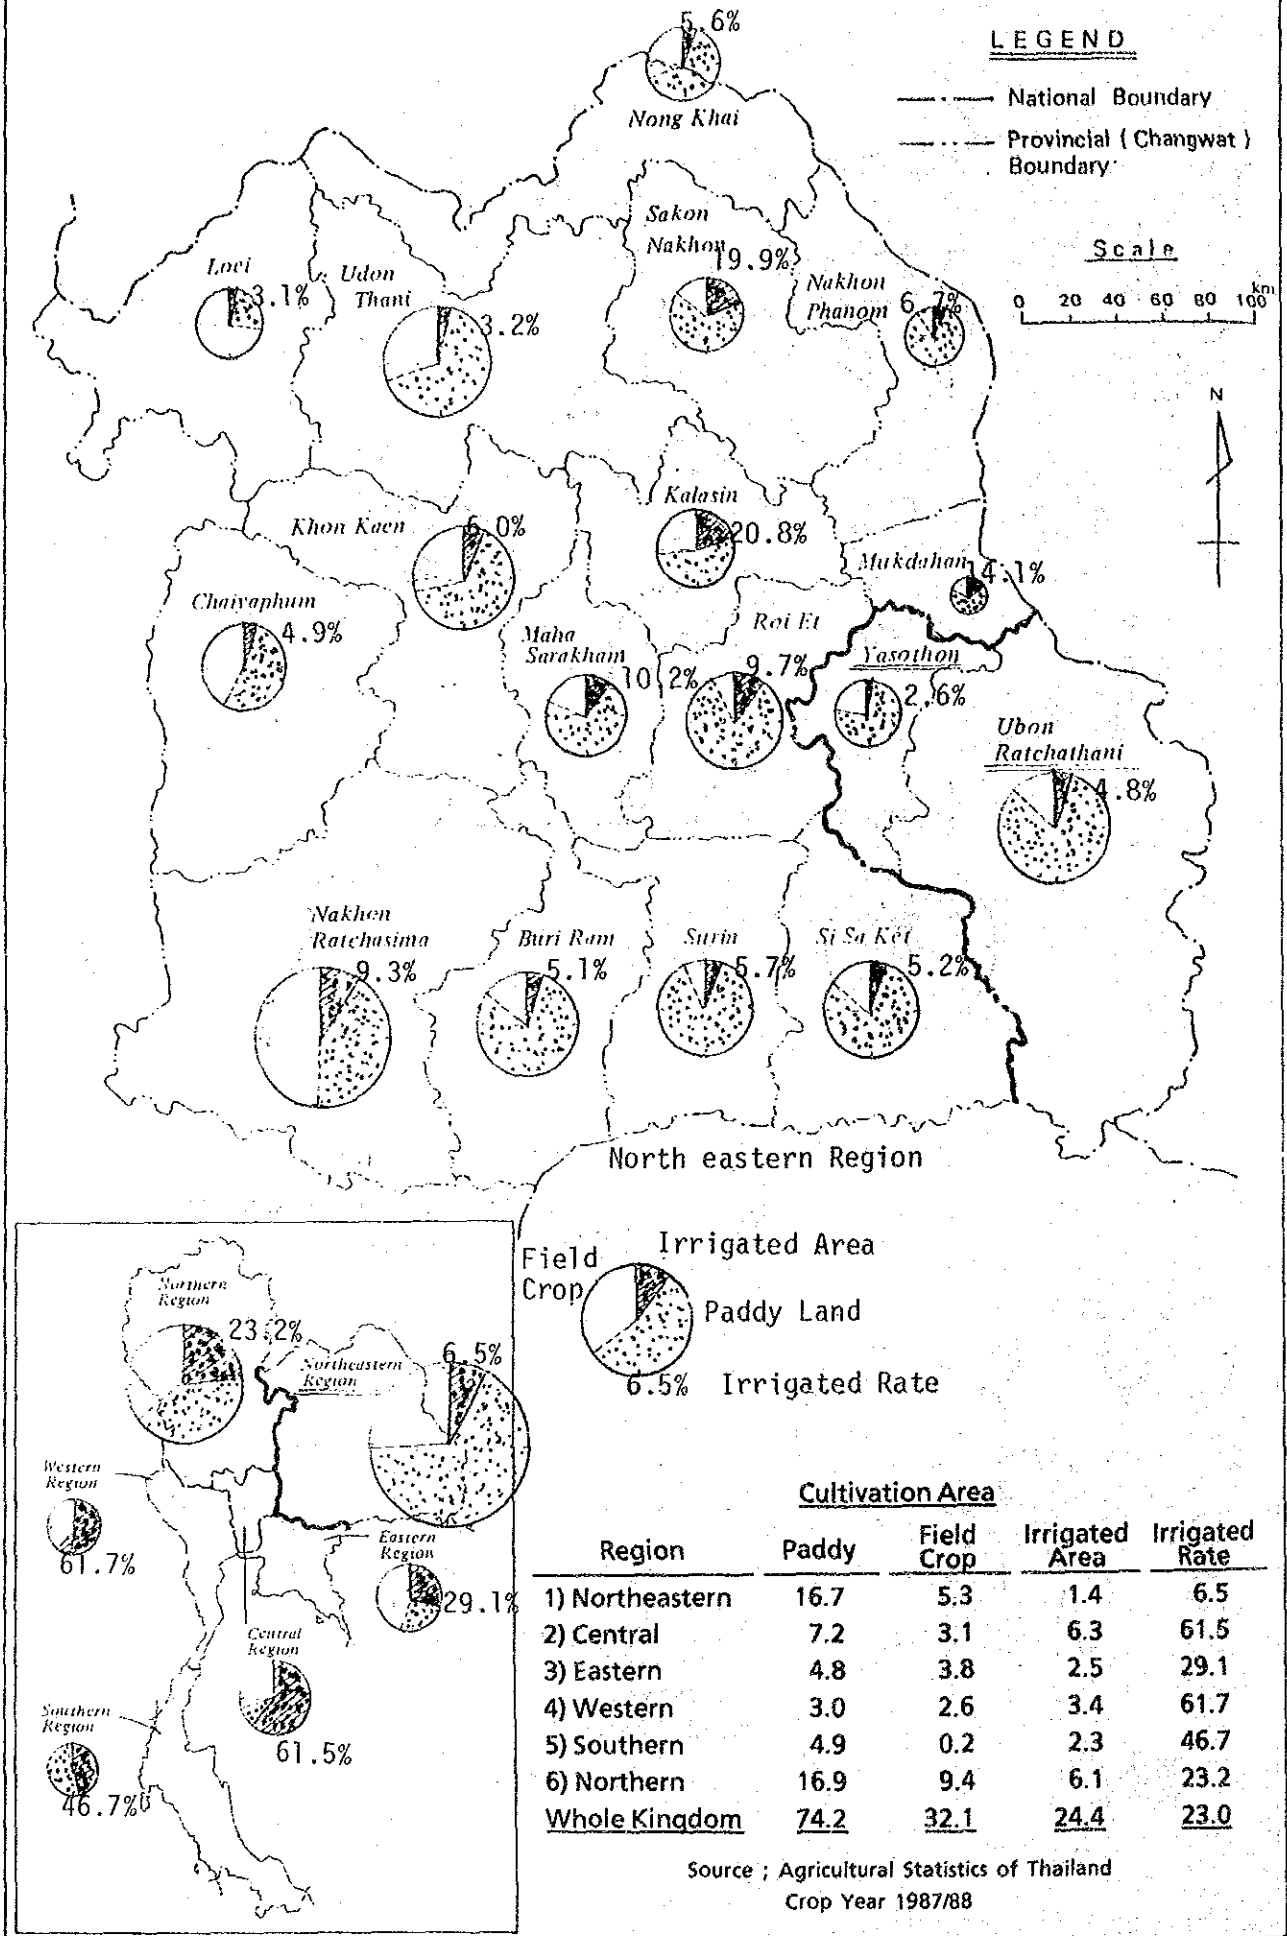 LEGEND
National Boundary
Provincial (Changwat)
Boundary
Scale
km
0 20 40 60 80 100
N
5.6%
Nong Khai
Sakon
Nakhon
19.9%
Loei
3.1%
Udon
Thani
3.2%
Nakhon
Phanom
6.7%
Khon Kaen
6.0%
Kalasin
20.8%
Mukdahan
14.1%
Chaiyaphum
4.9%
Maha
Sarakham
10.2%
Roi Et
9.7%
Yasothon
2.6%
Ubon
Ratchathani
4.8%
Nakhon
Ratchasima
9.3%
Buri Ram
5.1%
Surin
5.7%
Si Sa Ket
5.2%
North eastern Region
Field
Crop
Irrigated Area
Paddy Land
6.5% Irrigated Rate
Northern
Region
23.2%
Northeastern
Region
6.5%
Western
Region
61.7%
Eastern
Region
29.1%
Central
Region
61.5%
Southern
Region
46.7%
Cultivation Area
Region Paddy Field Crop Irrigated Area Irrigated Rate
1) Northeastern 16.7 5.3 1.4 6.5
2) Central 7.2 3.1 6.3 61.5
3) Eastern 4.8 3.8 2.5 29.1
4) Western 3.0 2.6 3.4 61.7
5) Southern 4.9 0.2 2.3 46.7
6) Northern 16.9 9.4 6.1 23.2
Whole Kingdom 74.2 32.1 24.4 23.0
Source ; Agricultural Statistics of Thailand
Crop Year 1987/88